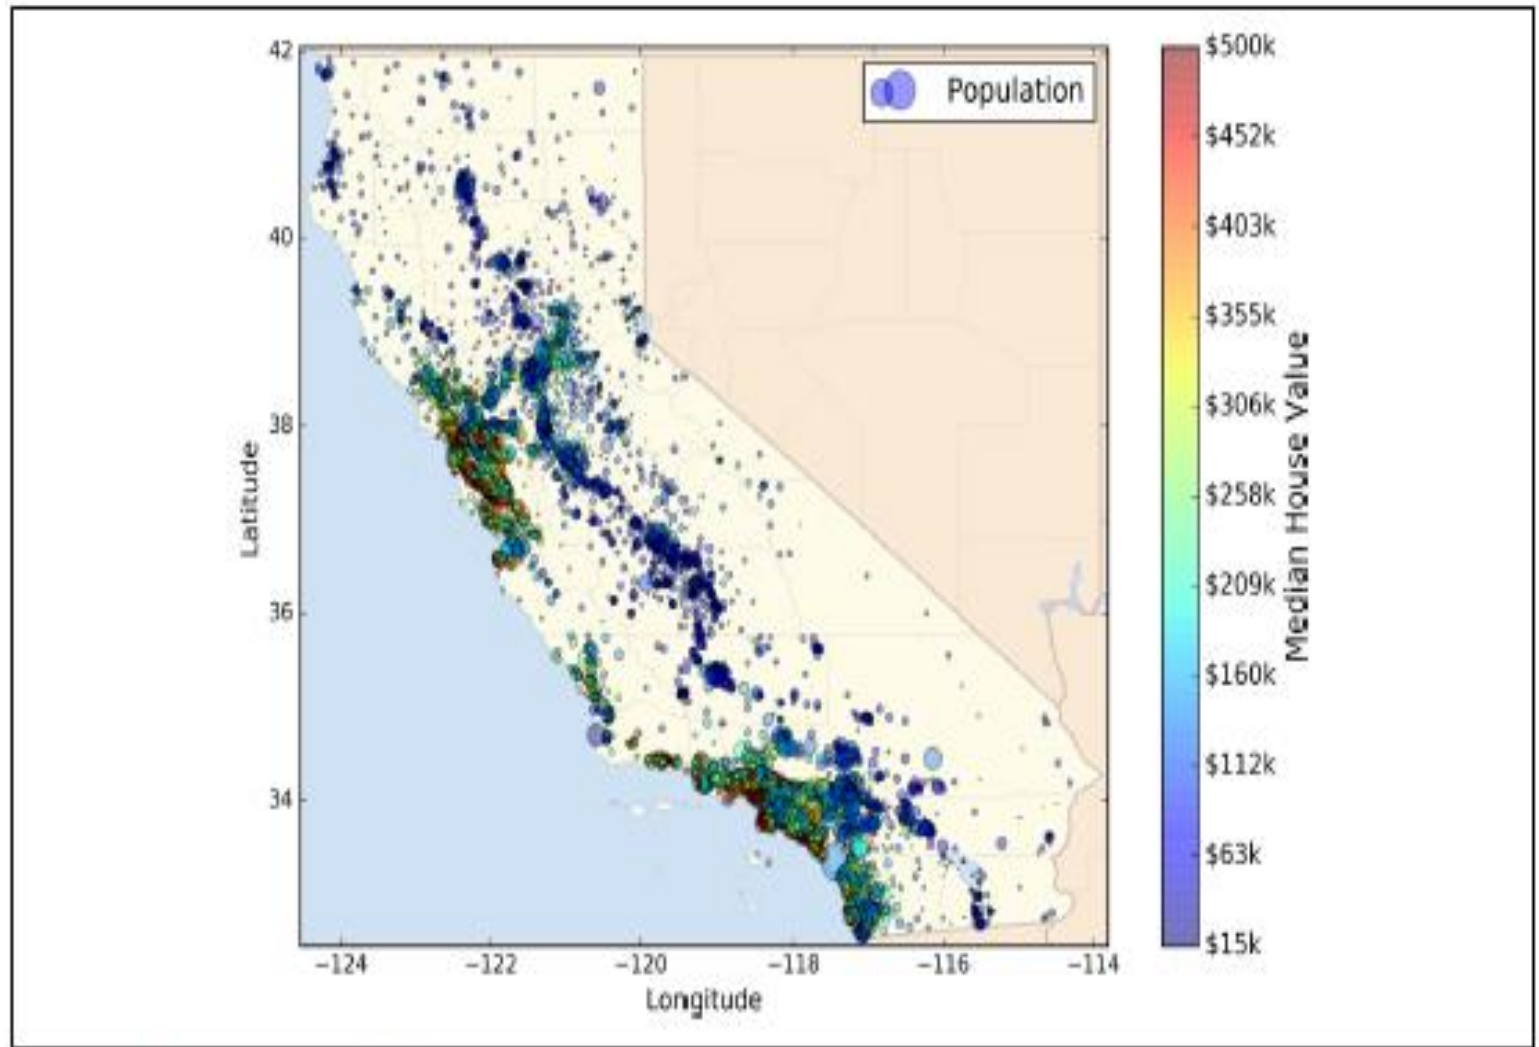 42
40
38
36
34
Latitude
−124
−122
−120
−118
−116
−114
Longitude
Population
$500k
$452k
$403k
$355k
$306k
$258k
$209k
$160k
$112k
$63k
$15k
Median House Value